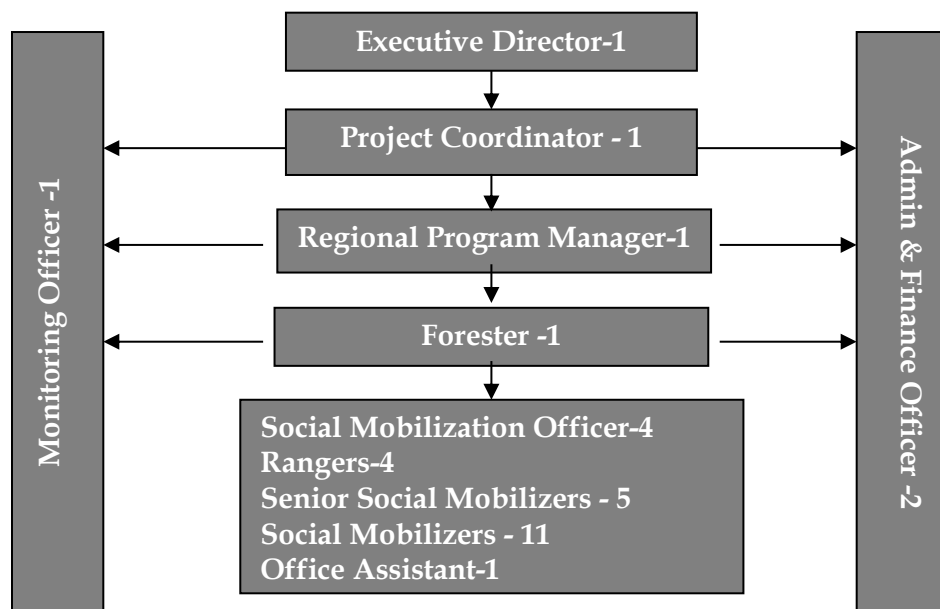 Executive Director-1
Project Coordinator - 1
Regional Program Manager-1
Forester -1
Social Mobilization Officer-4
Rangers-4
Senior Social Mobilizers - 5
Social Mobilizers - 11
Office Assistant-1
Monitoring Officer -1
Admin & Finance Officer -2